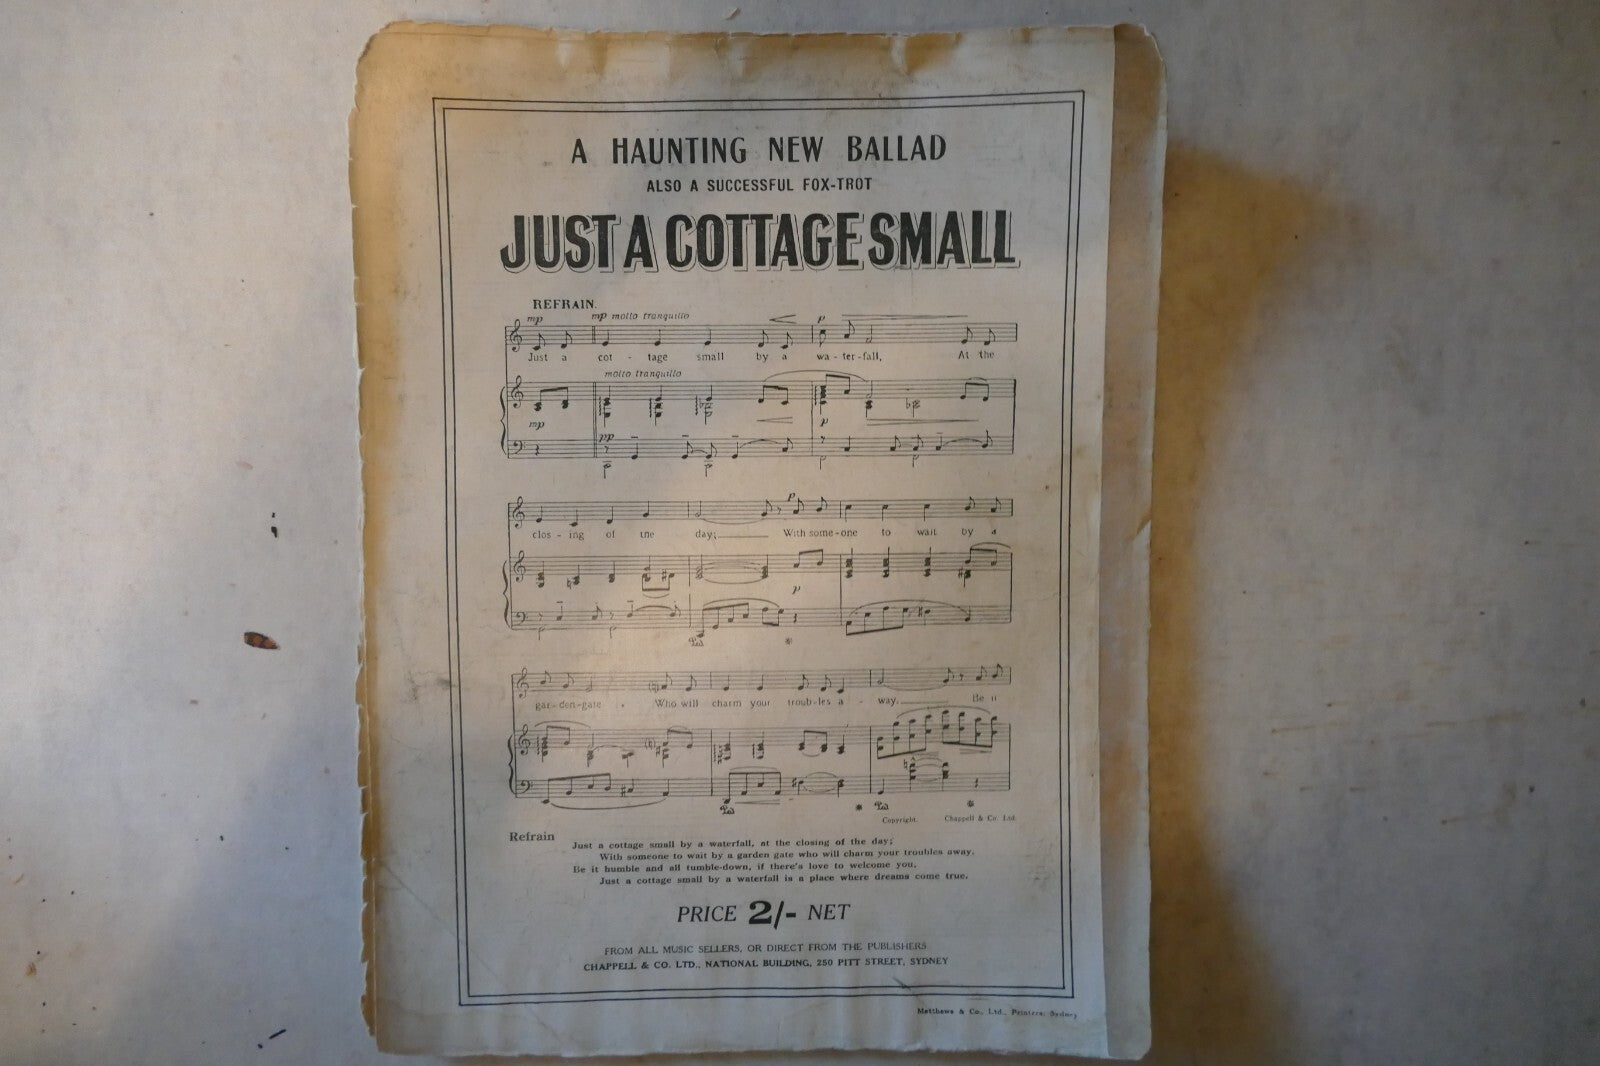 A HAUNTING NEW BALLAD
ALSO A SUCCESSFUL FOX-TROT
JUST A COTTAGE SMALL
REFRAIN.
mp mp molto tranquillo p
Just a cot - tage small by a wa - ter - fall, At the
molto tranquillo
mp p
pp
p
clos - ing of the day; With some - one to wait by a
p
Ped *
gar - den - gate . Who will charm your troub - les a - way. Be it
Ped * Ped *
Copyright. Chappell & Co. Ltd.
Refrain
Just a cottage small by a waterfall, at the closing of the day;
With someone to wait by a garden gate who will charm your troubles away.
Be it humble and all tumble-down, if there's love to welcome you,
Just a cottage small by a waterfall is a place where dreams come true.
PRICE 2/- NET
FROM ALL MUSIC SELLERS, OR DIRECT FROM THE PUBLISHERS
CHAPPELL & CO. LTD., NATIONAL BUILDING, 250 PITT STREET, SYDNEY
Matthews & Co., Ltd., Printers, Sydney